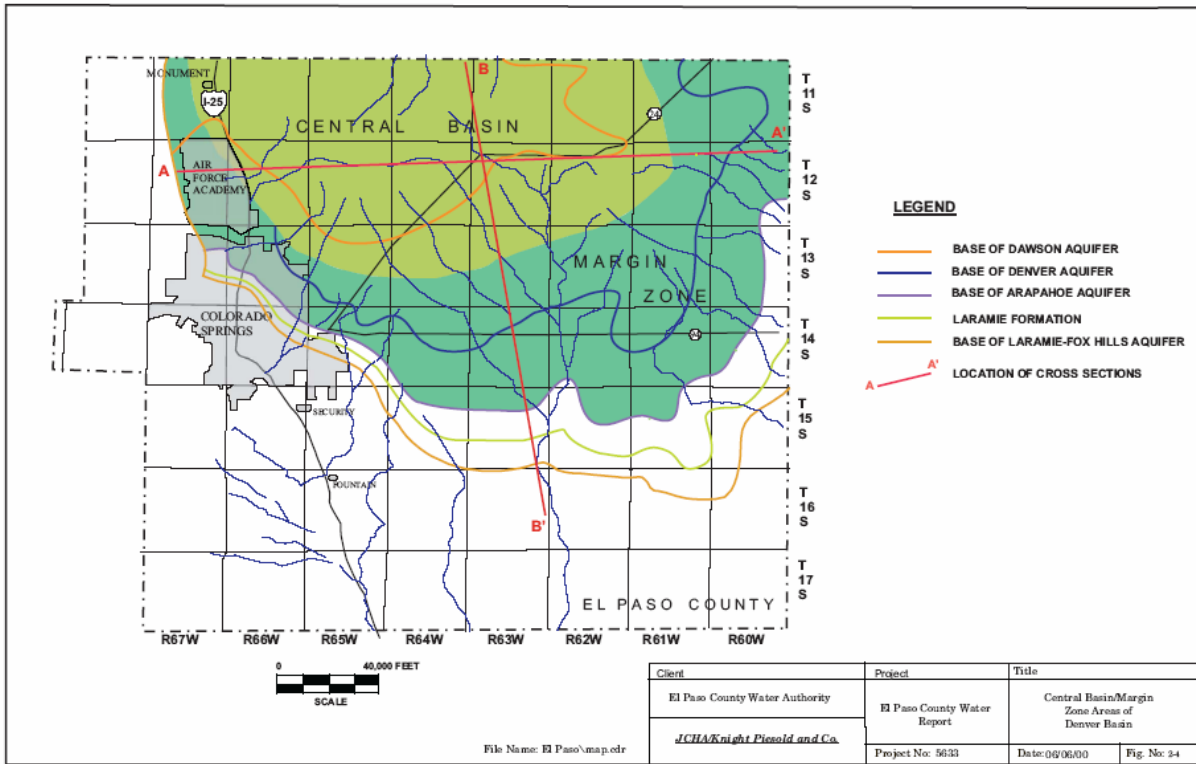 MONUMENT
I-25
B
CENTRAL BASIN
24
A'
A
AIR
FORCE
ACADEMY
MARGIN
ZONE
COLORADO
SPRINGS
94
SECURITY
FOUNTAIN
B'
EL PASO COUNTY
T
11
S
T
12
S
T
13
S
T
14
S
T
15
S
T
16
S
T
17
S
R67W R66W R65W R64W R63W R62W R61W R60W
0 40,000 FEET
SCALE
LEGEND
BASE OF DAWSON AQUIFER
BASE OF DENVER AQUIFER
BASE OF ARAPAHOE AQUIFER
LARAMIE FORMATION
BASE OF LARAMIE-FOX HILLS AQUIFER
A A' LOCATION OF CROSS SECTIONS
File Name: El Paso\map.cdr
Client
El Paso County Water Authority
JCHA/Knight Piesold and Co.
Project
El Paso County Water
Report
Project No: 5633
Title
Central Basin/Margin
Zone Areas of
Denver Basin
Date: 06/06/00
Fig. No: 2-4